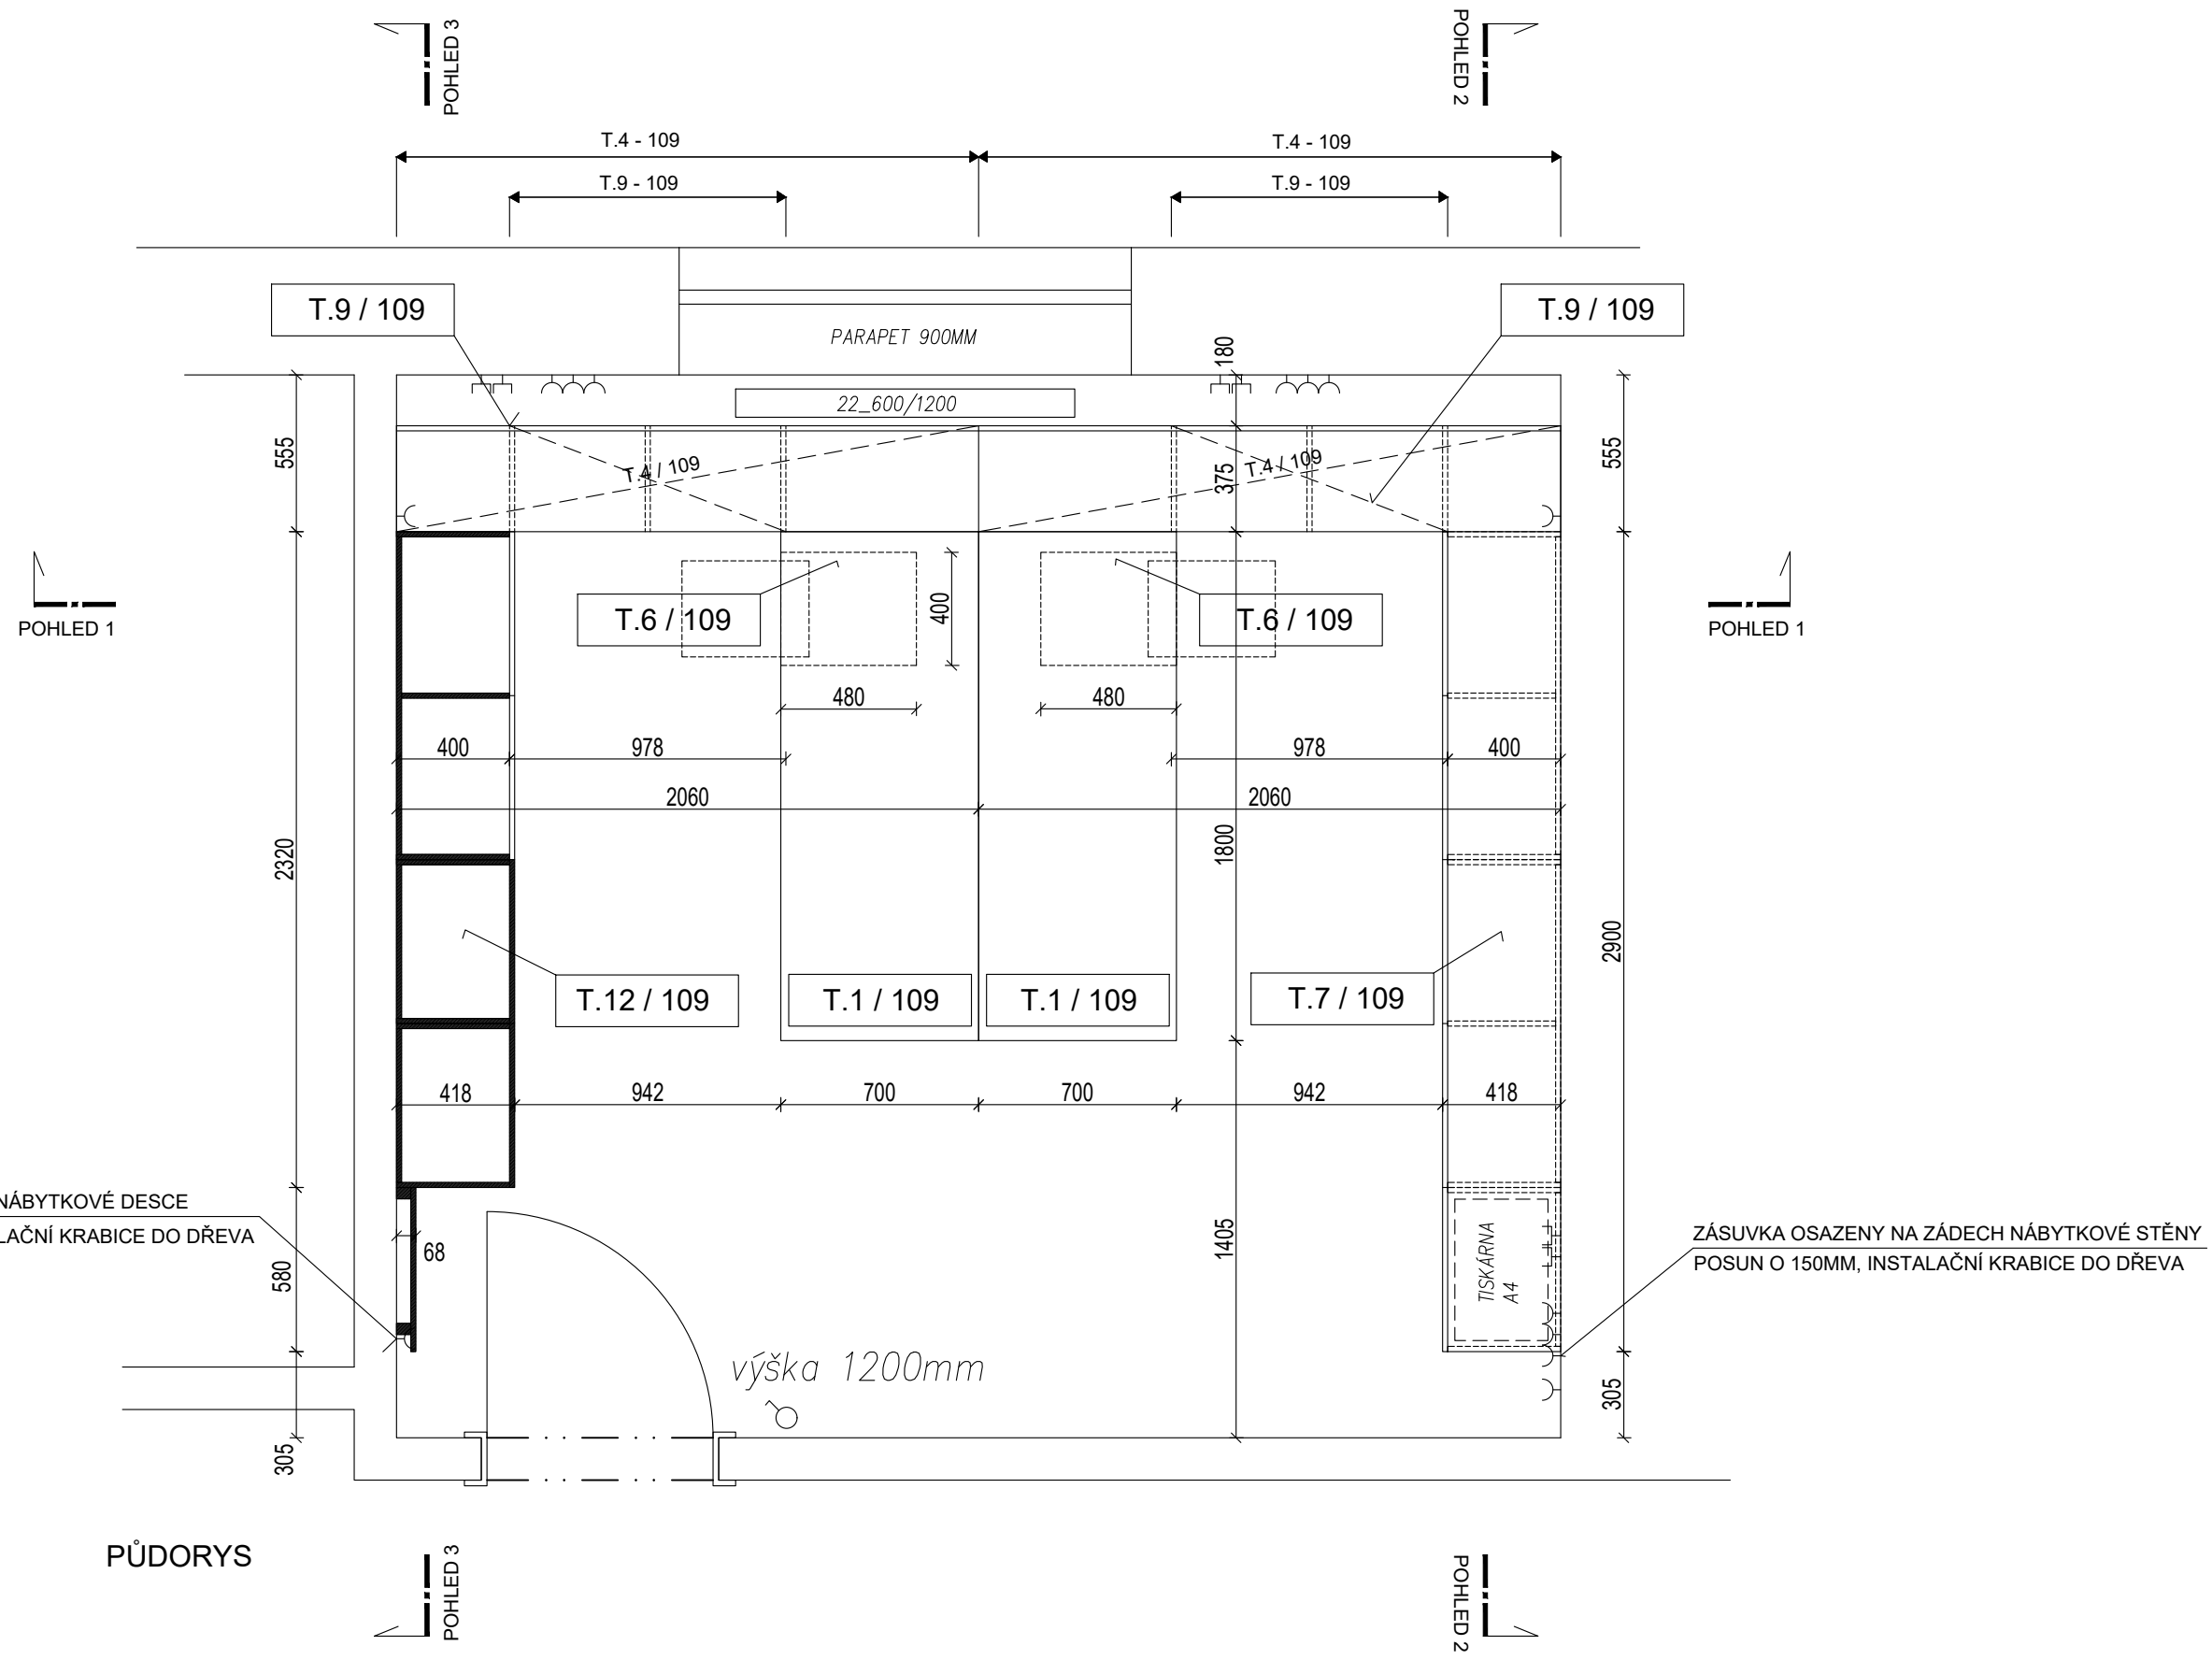 POHLED 3
POHLED 2
T.4 - 109
T.4 - 109
T.9 - 109
T.9 - 109
T.9 / 109
T.9 / 109
PARAPET 900MM
180
22_600/1200
555
T.4 / 109
375
T.4 / 109
555
POHLED 1
T.6 / 109
400
T.6 / 109
POHLED 1
480
480
400
978
978
400
2060
2060
2320
1800
2900
T.12 / 109
T.1 / 109
T.1 / 109
T.7 / 109
418
942
700
700
942
418
NÁBYTKOVÉ DESCE
LAČNÍ KRABICE DO DŘEVA
68
580
1405
TISKÁRNA
A4
ZÁSUVKA OSAZENY NA ZÁDECH NÁBYTKOVÉ STĚNY
POSUN O 150MM, INSTALAČNÍ KRABICE DO DŘEVA
výška 1200mm
305
305
PŮDORYS
POHLED 3
POHLED 2